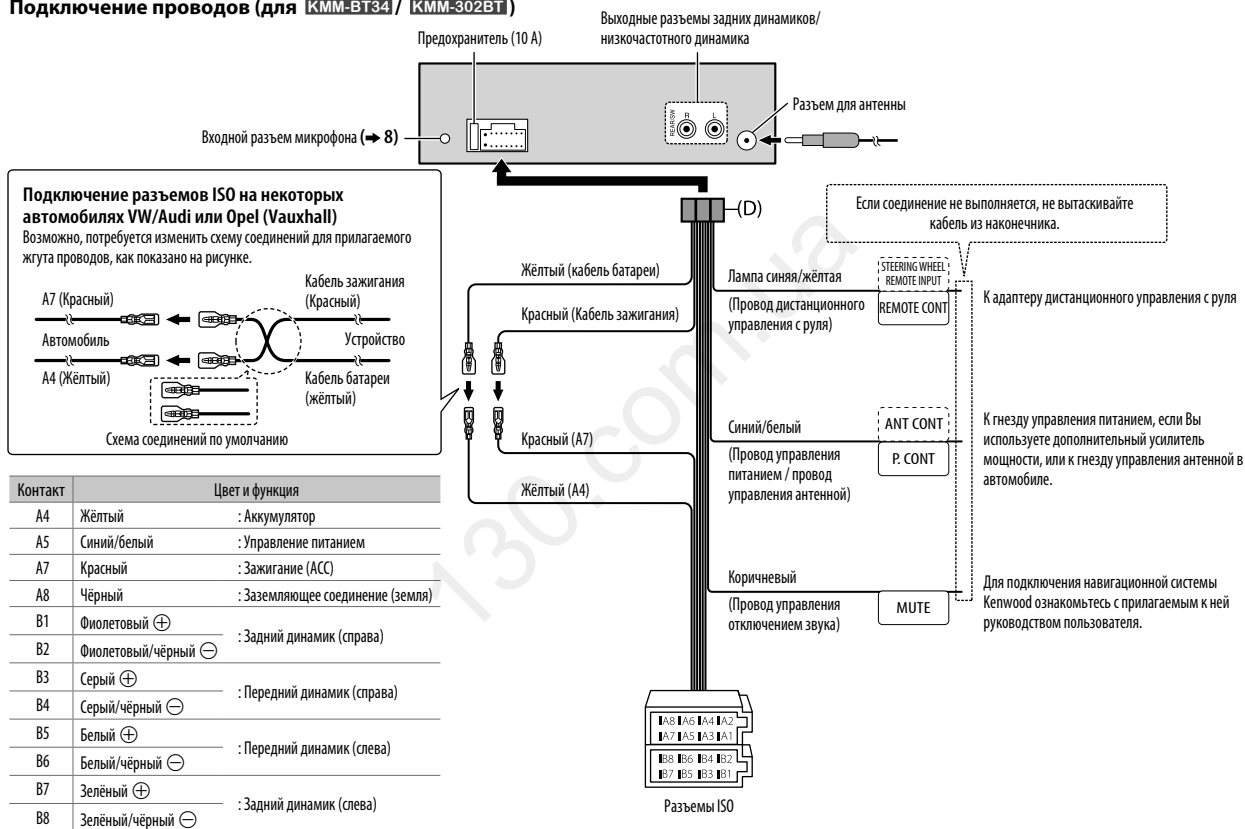 Подключение проводов (для KMM-BT34 / KMM-302BT)
Выходные разъемы задних динамиков/
низкочастотного динамика
Предохранитель (10 A)
REAR/SW
R
L
Разъем для антенны
Входной разъем микрофона (➡ 8)
Подключение разъемов ISO на некоторых
автомобилях VW/Audi или Opel (Vauxhall)
Возможно, потребуется изменить схему соединений для прилагаемого
жгута проводов, как показано на рисунке.
A7 (Красный)
Кабель зажигания
(Красный)
Автомобиль
Устройство
A4 (Жёлтый)
Кабель батареи
(жёлтый)
Схема соединений по умолчанию
(D)
Если соединение не выполняется, не вытаскивайте
кабель из наконечника.
Жёлтый (кабель батареи)
Красный (Кабель зажигания)
Красный (A7)
Жёлтый (A4)
Лампа синяя/жёлтая
(Провод дистанционного
управления с руля)
STEERING WHEEL
REMOTE INPUT
REMOTE CONT
К адаптеру дистанционного управления с руля
Синий/белый
(Провод управления
питанием / провод
управления антенной)
ANT CONT
P. CONT
К гнезду управления питанием, если Вы
используете дополнительный усилитель
мощности, или к гнезду управления антенной в
автомобиле.
Коричневый
(Провод управления
отключением звука)
MUTE
Для подключения навигационной системы
Kenwood ознакомьтесь с прилагаемым к ней
руководством пользователя.
Контакт Цвет и функция
A4 Жёлтый : Аккумулятор
A5 Синий/белый : Управление питанием
A7 Красный : Зажигание (ACC)
A8 Чёрный : Заземляющее соединение (земля)
B1 Фиолетовый ⊕ : Задний динамик (справа)
B2 Фиолетовый/чёрный ⊖
B3 Серый ⊕ : Передний динамик (справа)
B4 Серый/чёрный ⊖
B5 Белый ⊕ : Передний динамик (слева)
B6 Белый/чёрный ⊖
B7 Зелёный ⊕ : Задний динамик (слева)
B8 Зелёный/чёрный ⊖
A8 A6 A4 A2
A7 A5 A3 A1
B8 B6 B4 B2
B7 B5 B3 B1
Разъемы ISO
130.com.ua